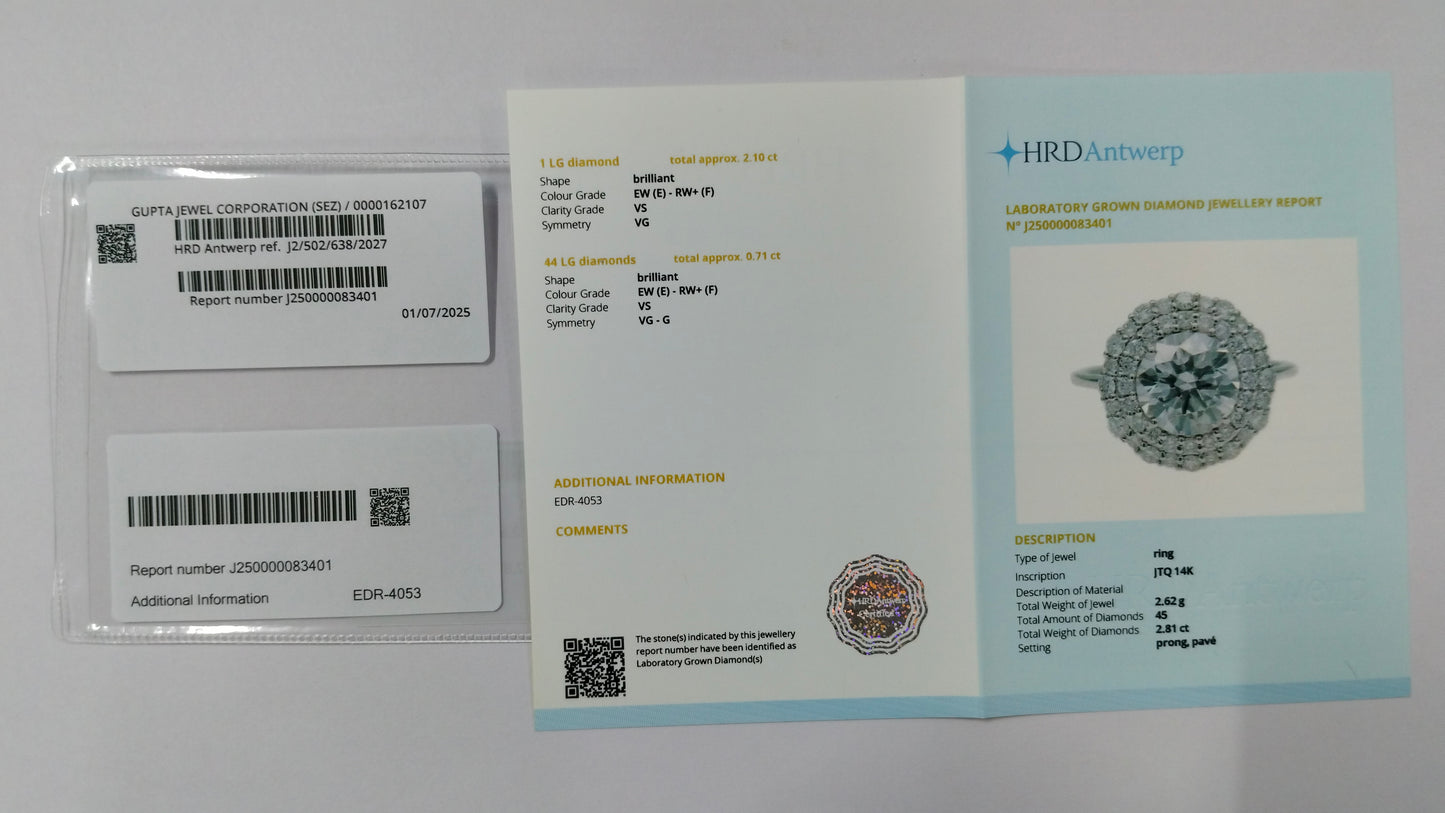 GUPTA JEWEL CORPORATION (SEZ) / 0000162107
HRD Antwerp ref. J2/502/638/2027
Report number J250000083401
01/07/2025
Report number J250000083401
Additional Information EDR-4053
1 LG diamond total approx. 2.10 ct
Shape brilliant
Colour Grade EW (E) - RW+ (F)
Clarity Grade VS
Symmetry VG
44 LG diamonds total approx. 0.71 ct
Shape brilliant
Colour Grade EW (E) - RW+ (F)
Clarity Grade VS
Symmetry VG - G
ADDITIONAL INFORMATION
EDR-4053
COMMENTS
HRDAntwerp
The stone(s) indicated by this jewellery
report number have been identified as
Laboratory Grown Diamond(s)
HRDAntwerp
LABORATORY GROWN DIAMOND JEWELLERY REPORT
N° J250000083401
DESCRIPTION
Type of Jewel ring
Inscription JTQ 14K
Description of Material
Total Weight of Jewel 2.62 g
Total Amount of Diamonds 45
Total Weight of Diamonds 2.81 ct
Setting prong, pavé